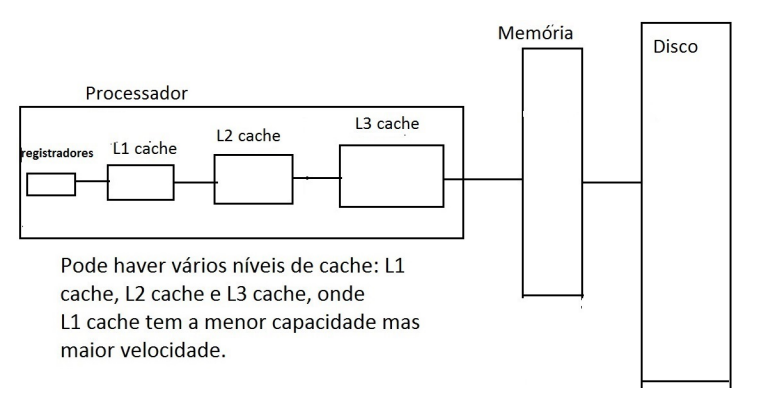 Memória
Disco
Processador
L3 cache
L2 cache
L1 cache
registradores
Pode haver vários níveis de cache: L1
cache, L2 cache e L3 cache, onde
L1 cache tem a menor capacidade mas
maior velocidade.